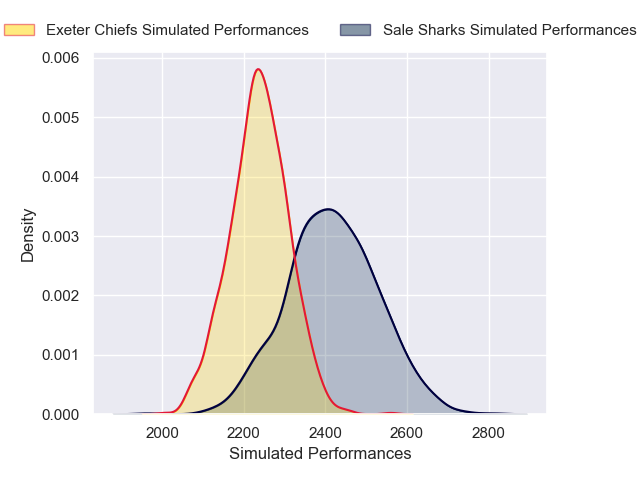 Exeter Chiefs Simulated Performances
Sale Sharks Simulated Performances
0.006
0.005
0.004
0.003
0.002
0.001
0.000
Density
2000 2200 2400 2600 2800
Simulated Performances